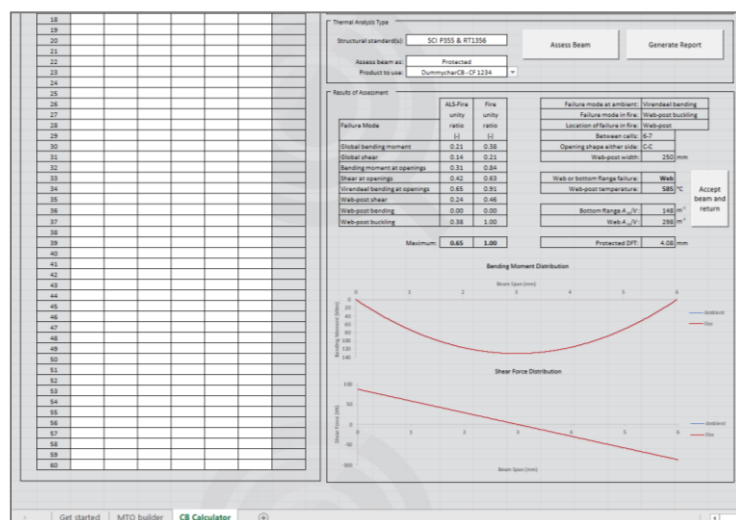 18
19
20
21
22
23
24
25
26
27
28
29
30
31
32
33
34
35
36
37
38
39
40
41
42
43
44
45
46
47
48
49
50
51
52
53
54
55
56
57
58
59
60
Thermal Analysis Type
Structural standard(s): SCI P355 & RT1356
Assess beam as: Protected
Product to use: DummycharCB - CF 1234
Assess Beam
Generate Report
Results of Assessment
Failure Mode ALS-Fire unity ratio [-] Fire unity ratio [-]
Global bending moment 0.21 0.38
Global shear 0.14 0.21
Bending moment at openings 0.31 0.84
Shear at openings 0.42 0.63
Virendeel bending at openings 0.65 0.91
Web-post shear 0.24 0.46
Web-post bending 0.00 0.00
Web-post buckling 0.38 1.00
Maximum: 0.65 1.00
Failure mode at ambient: Virendeel bending
Failure mode in fire: Web-post buckling
Location of failure in fire: Web-post
Between cells: 6-7
Opening shape either side: C-C
Web-post width: 250 mm
Web or bottom flange failure: Web
Web-post temperature: 585 °C
Bottom flange Am/V: 148 m-1
Web Am/V: 298 m-1
Protected DFT: 4.08 mm
Accept beam and return
Bending Moment Distribution
Beam Span (mm)
0 1 2 3 4 5 6
Bending Moment (kNm)
0
20
40
60
80
100
120
140
Ambient
Fire
Shear Force Distribution
100
50
0
-50
-100
Shear Force (kN)
0 1 2 3 4 5 6
Ambient
Fire
Beam Span (mm)
Get started MTO builder CB Calculator